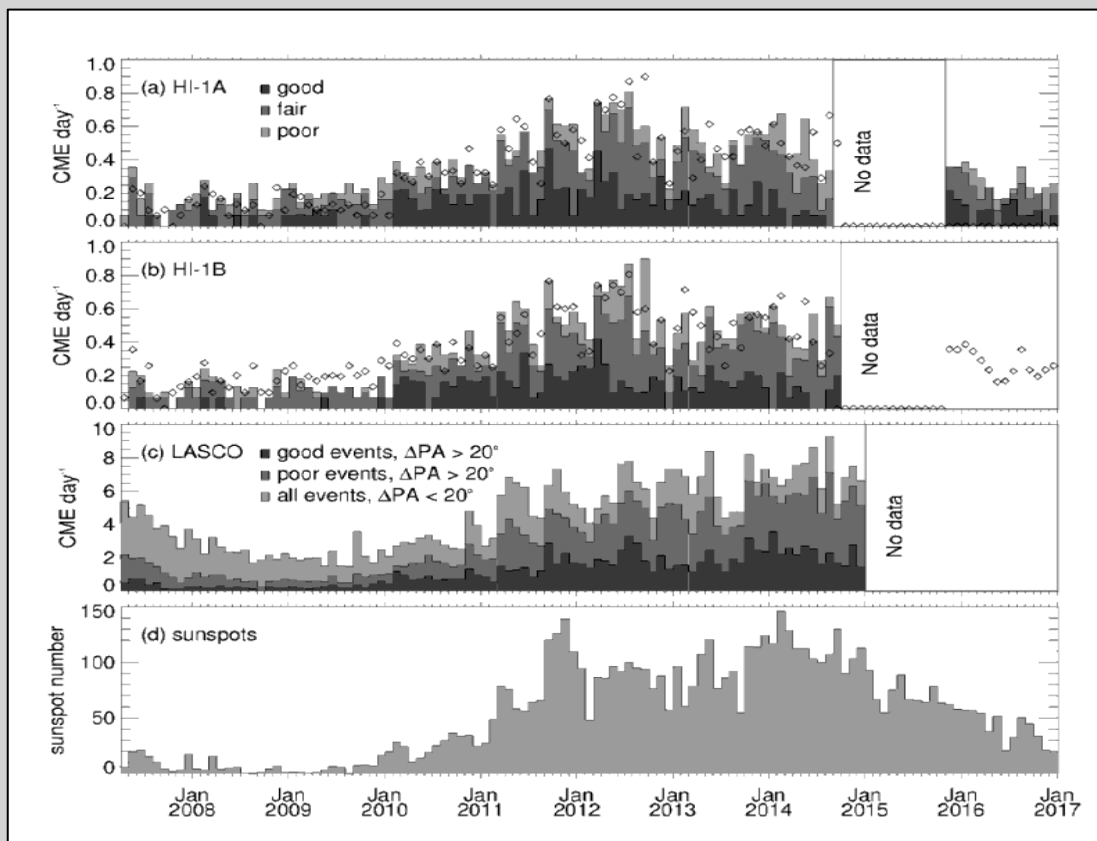 1.0
0.8
0.6
0.4
0.2
0.0
CME day⁻¹
(a) HI-1A
good
fair
poor
No data
1.0
0.8
0.6
0.4
0.2
0.0
CME day⁻¹
(b) HI-1B
No data
10
8
6
4
2
0
CME day⁻¹
(c) LASCO
good events, ΔPA > 20°
poor events, ΔPA > 20°
all events, ΔPA < 20°
No data
150
100
50
0
sunspot number
(d) sunspots
Jan Jan Jan Jan Jan Jan Jan Jan Jan Jan
2008 2009 2010 2011 2012 2013 2014 2015 2016 2017